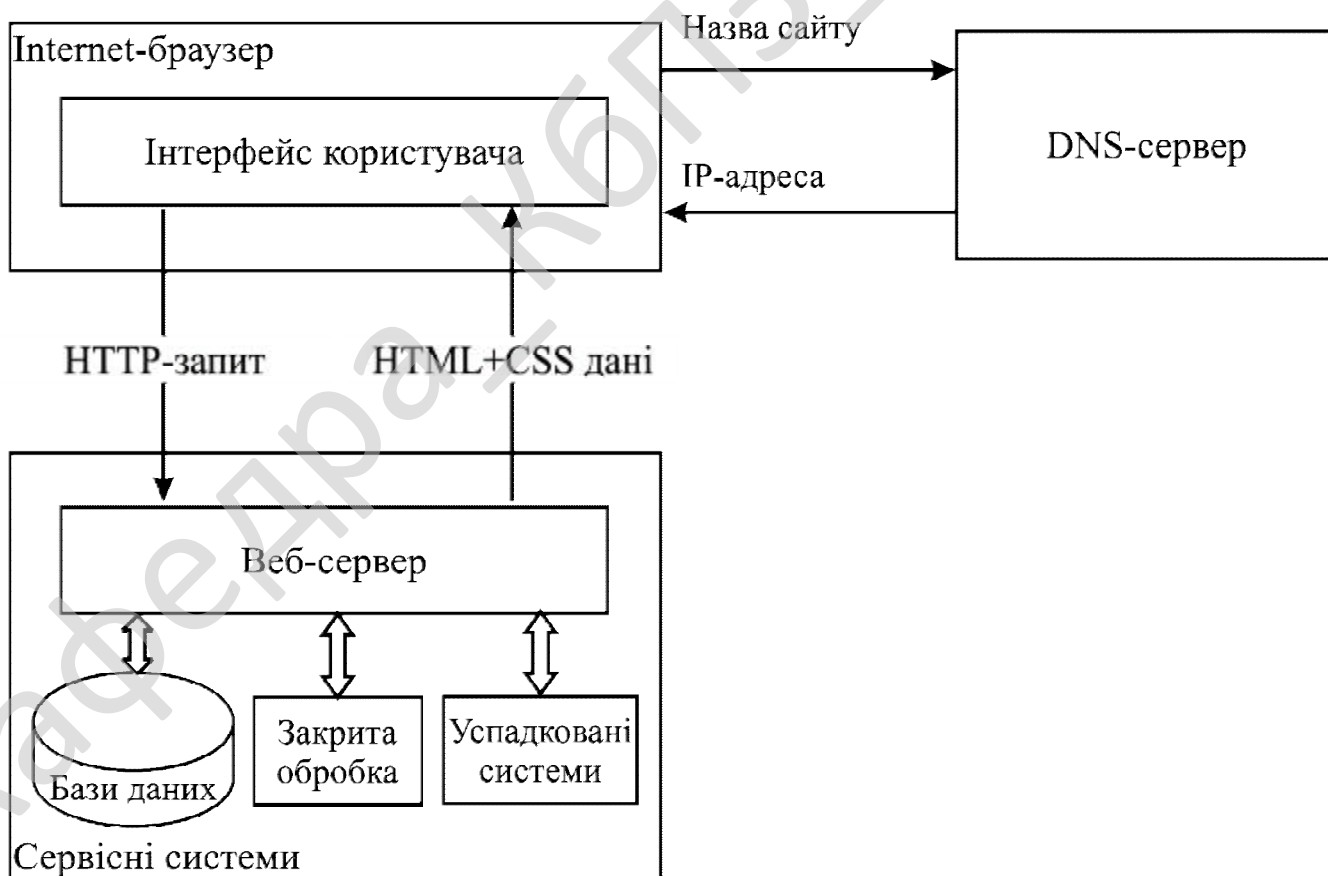 Internet-браузер
Назва сайту
Інтерфейс користувача
DNS-сервер
IP-адреса
HTTP-запит
HTML+CSS дані
Веб-сервер
Бази даних
Закрита
обробка
Успадковані
системи
Сервісні системи